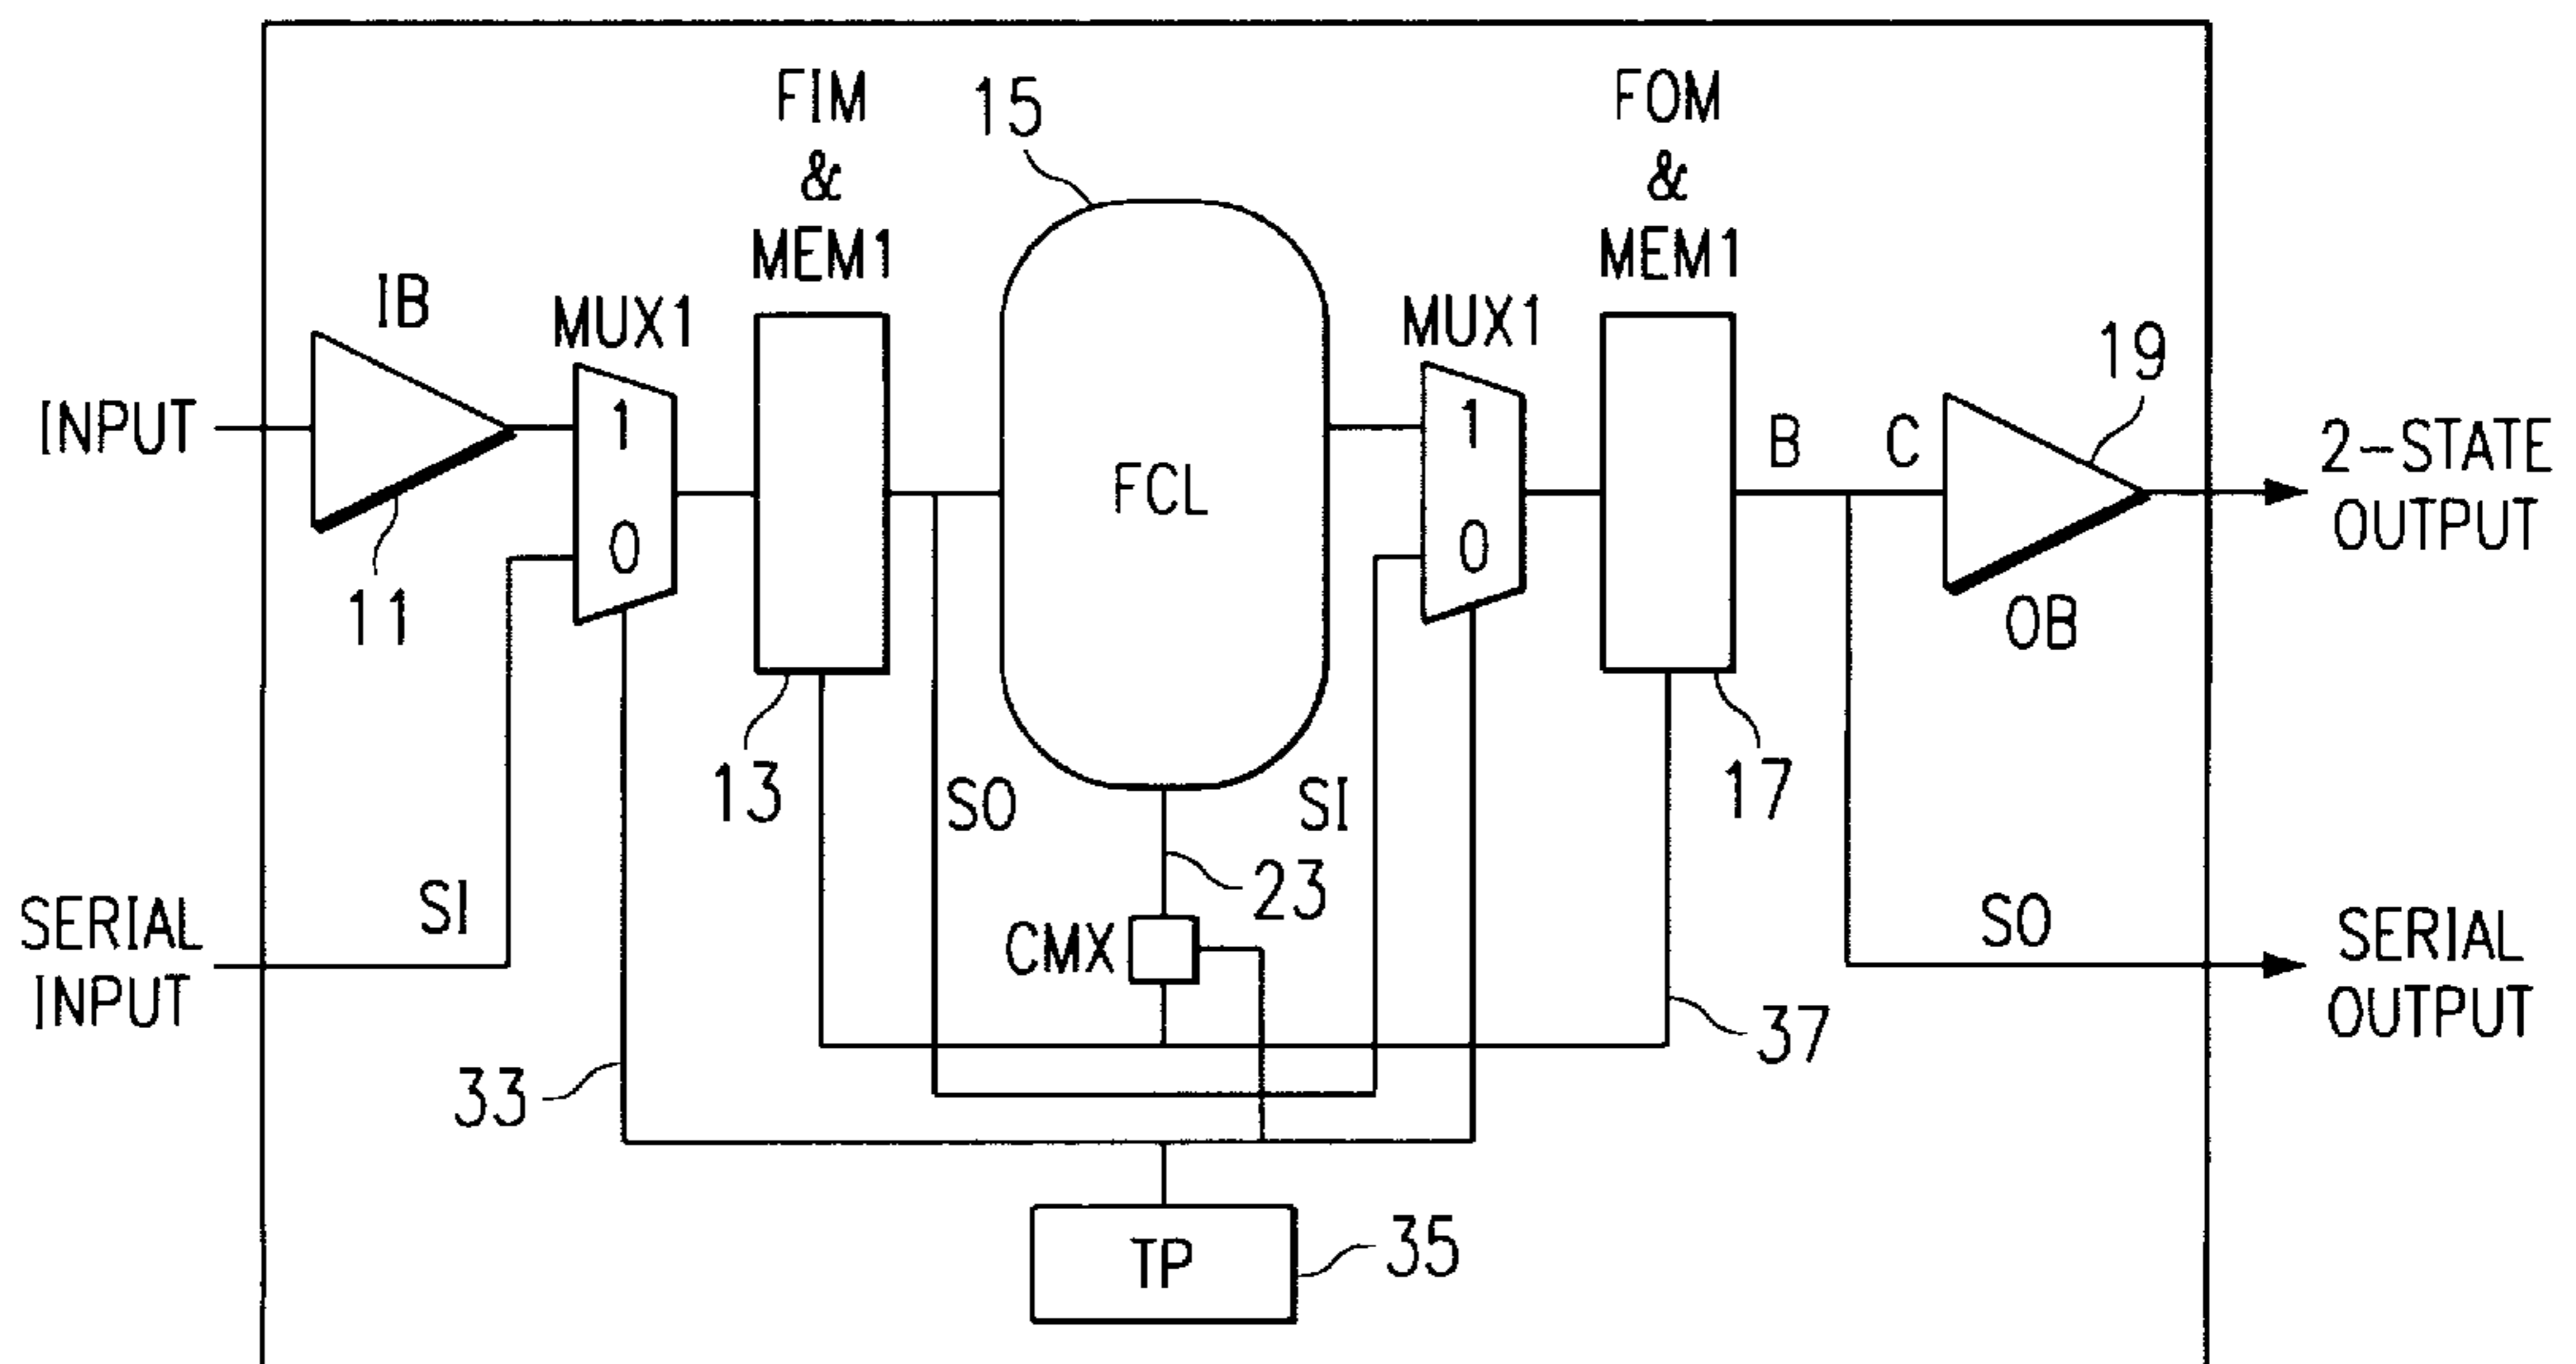 FIM
&
MEM1
15
FOM
&
MEM1
IB
MUX1
MUX1
19
INPUT
1
0
FCL
1
0
B
C
2-STATE
OUTPUT
11
OB
13
SO
SI
17
23
SI
SERIAL
INPUT
CMX
SO
SERIAL
OUTPUT
37
33
TP
35